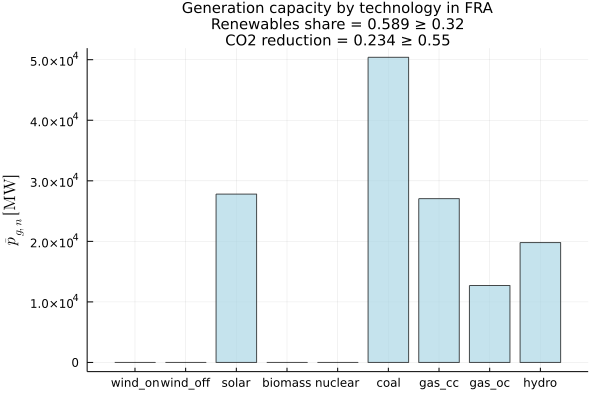 Generation capacity by technology in FRA
Renewables share = 0.589 ≥ 0.32
CO2 reduction = 0.234 ≥ 0.55
p̄_{g,n} [MW]
5.0×10⁴
4.0×10⁴
3.0×10⁴
2.0×10⁴
1.0×10⁴
0
wind_on wind_off solar biomass nuclear coal gas_cc gas_oc hydro